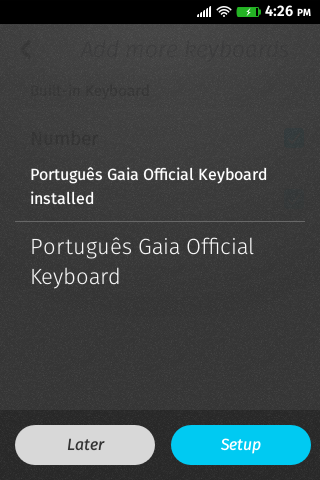 4:26 PM
Add more keyboards
Built-in Keyboard
Number
Português Gaia Official Keyboard
installed
Português Gaia Official
Keyboard
Later
Setup